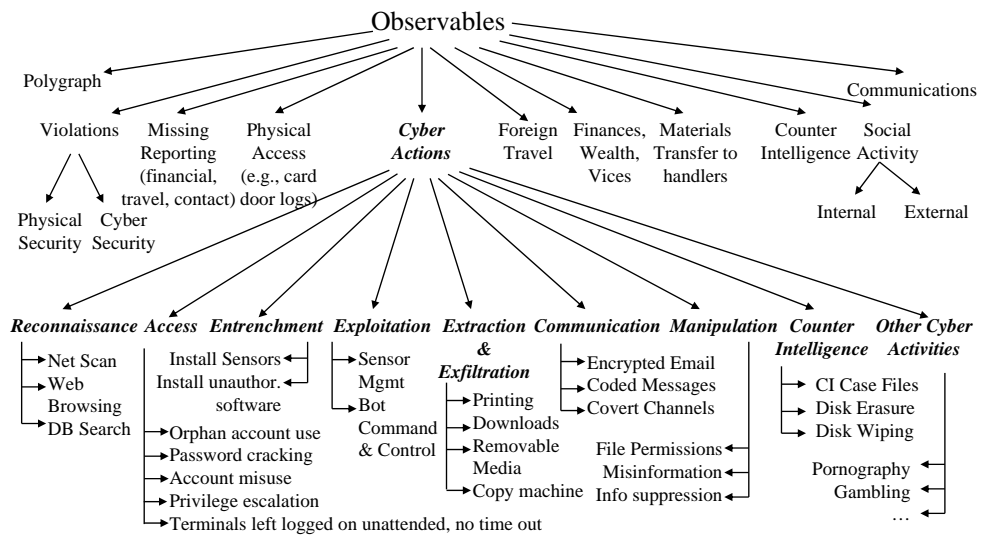 Observables
Polygraph
Communications
Violations
Missing
Reporting
(financial,
travel, contact)
Physical
Access
(e.g., card
door logs)
Cyber
Actions
Foreign
Travel
Finances,
Wealth,
Vices
Materials
Transfer to
handlers
Counter
Intelligence
Social
Activity
Physical
Security
Cyber
Security
Internal
External
Reconnaissance
Net Scan
Web
Browsing
DB Search
Access
Orphan account use
Password cracking
Account misuse
Privilege escalation
Terminals left logged on unattended, no time out
Entrenchment
Install Sensors
Install unauthor.
software
Exploitation
Sensor
Mgmt
Bot
Command
& Control
Extraction
&
Exfiltration
Printing
Downloads
Removable
Media
Copy machine
Communication
Encrypted Email
Coded Messages
Covert Channels
Manipulation
File Permissions
Misinformation
Info suppression
Counter
Intelligence
CI Case Files
Disk Erasure
Disk Wiping
Other Cyber
Activities
Pornography
Gambling
…